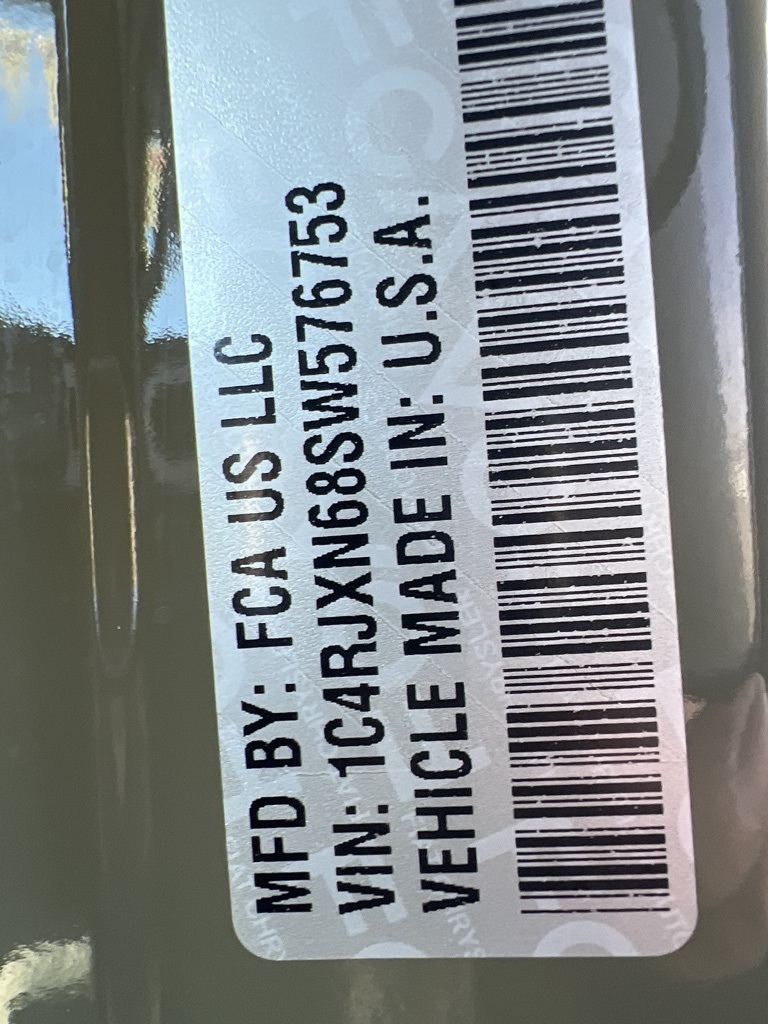 MFD BY: FCA US LLC
VIN: 1C4RJXN68SW576753
VEHICLE MADE IN: U.S.A.